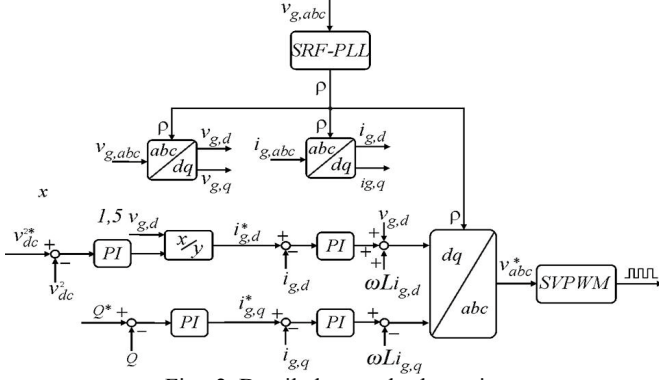 v_{g,abc}
SRF-PLL
ρ
ρ ρ
v_{g,abc} abc dq v_{g,d} v_{g,q}
i_{g,abc} abc dq i_{g,d} i_{g,q}
x
1,5 v_{g,d} v_{g,d} ρ
v_{dc}^{2*} + − PI x/y i_{g,d}^{*} + − PI + + +
v_{dc}^{2} i_{g,d} ωLi_{g,d}
dq abc v_{abc}^{*} SVPWM
Q* + − PI i_{g,q}^{*} + − PI + −
Q i_{g,q} ωLi_{g,q}